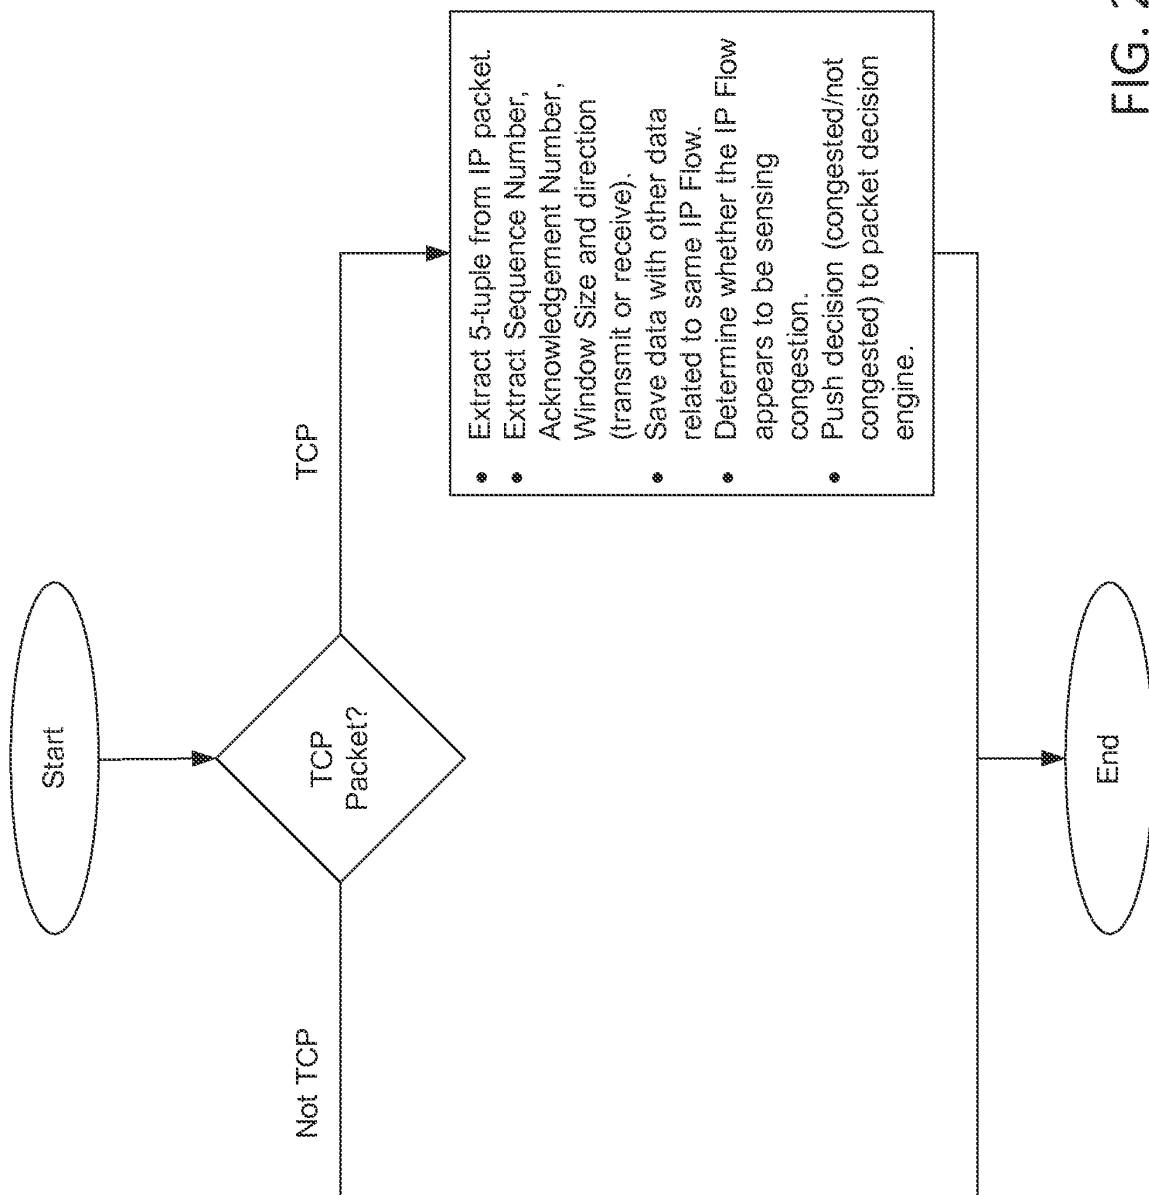 Start
TCP
Packet?
Not TCP
TCP
• Extract 5-tuple from IP packet.
• Extract Sequence Number,
Acknowledgement Number,
Window Size and direction
(transmit or receive).
• Save data with other data
related to same IP Flow.
• Determine whether the IP Flow
appears to be sensing
congestion.
• Push decision (congested/not
congested) to packet decision
engine.
End
FIG. 2